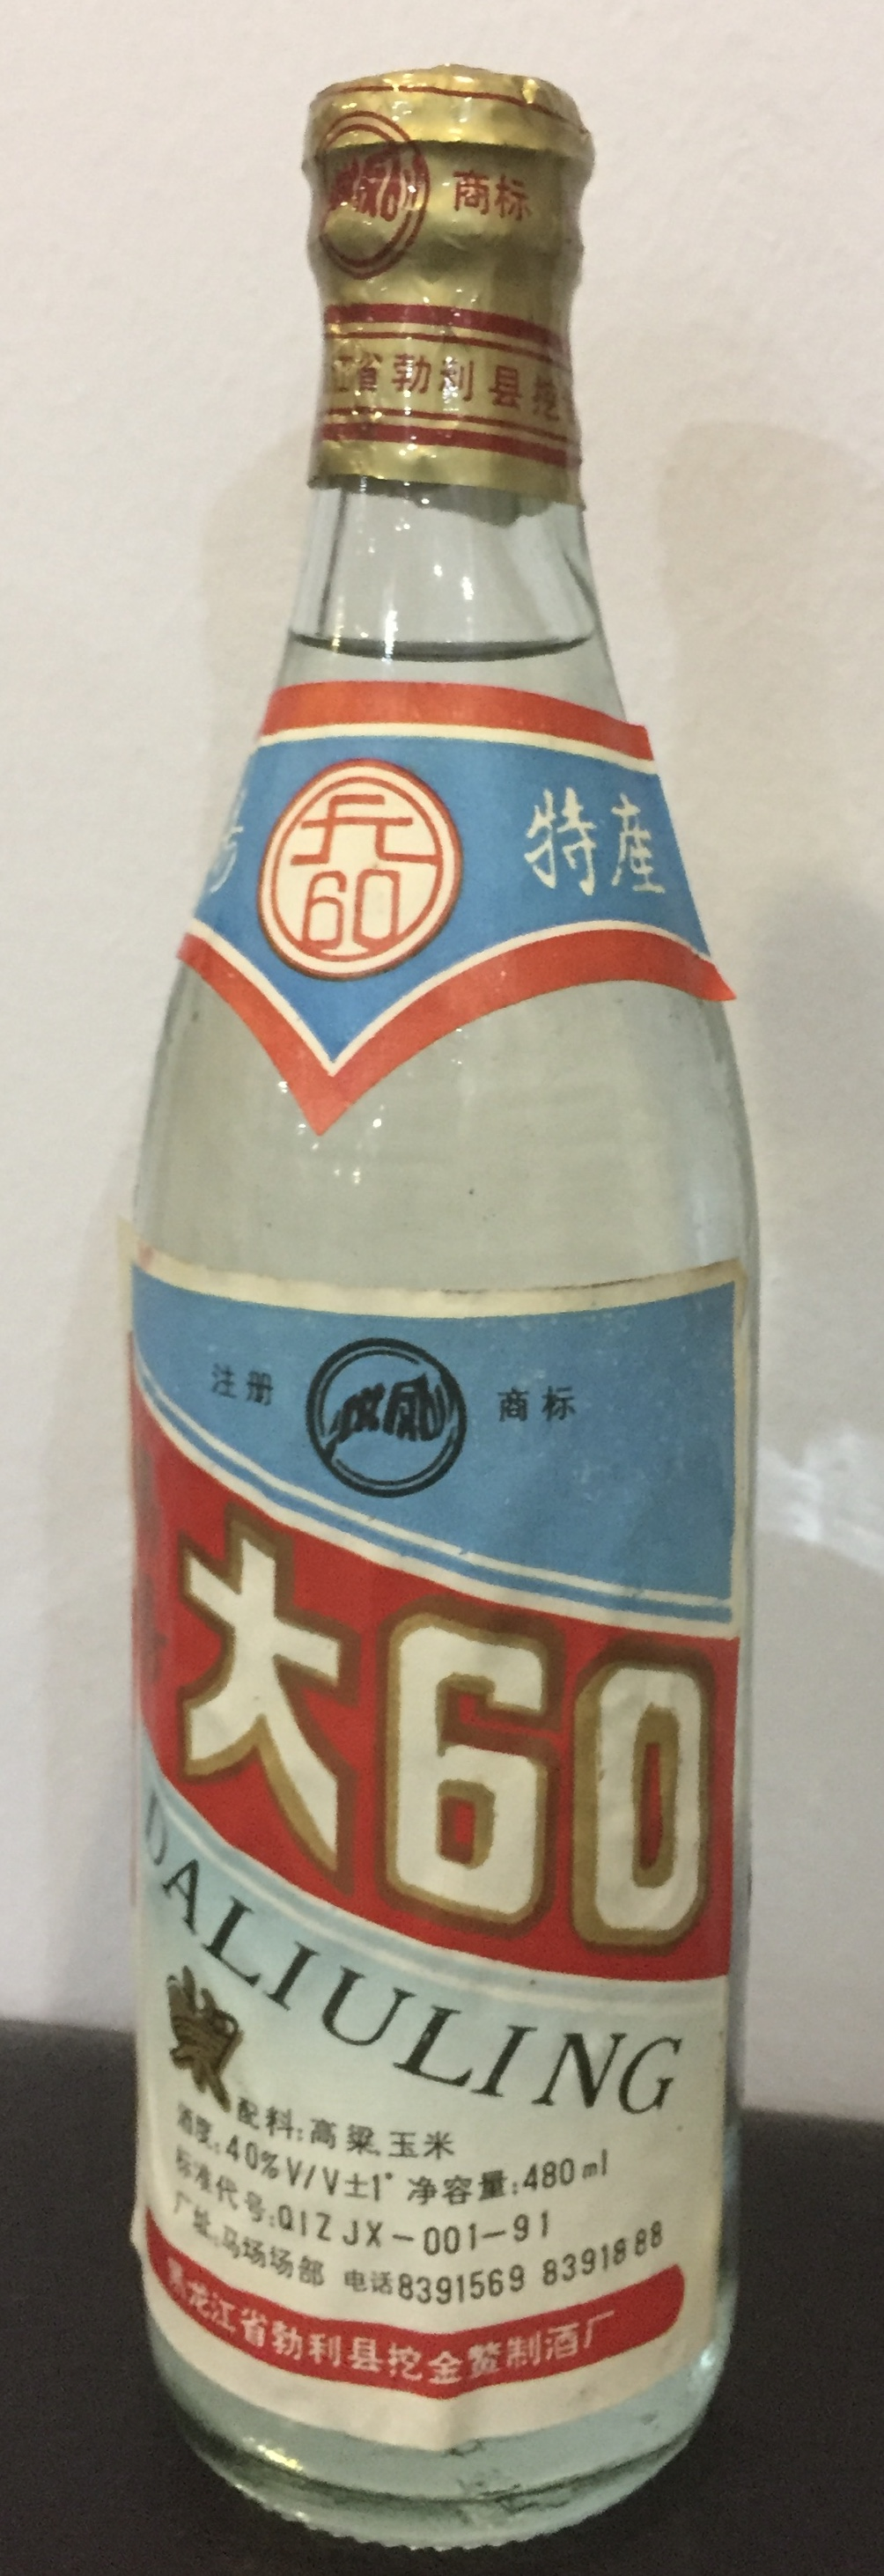 商标
江省勃利县挖
60
特産
注册
商标
大60
DALIULING
配料:高粱、玉米
酒度:40%V/V±1° 净容量:480ml
标准代号:Q1ZJX-001-91
厂址:马场场部 电话8391569 8391888
黑龙江省勃利县挖金鳖制酒厂